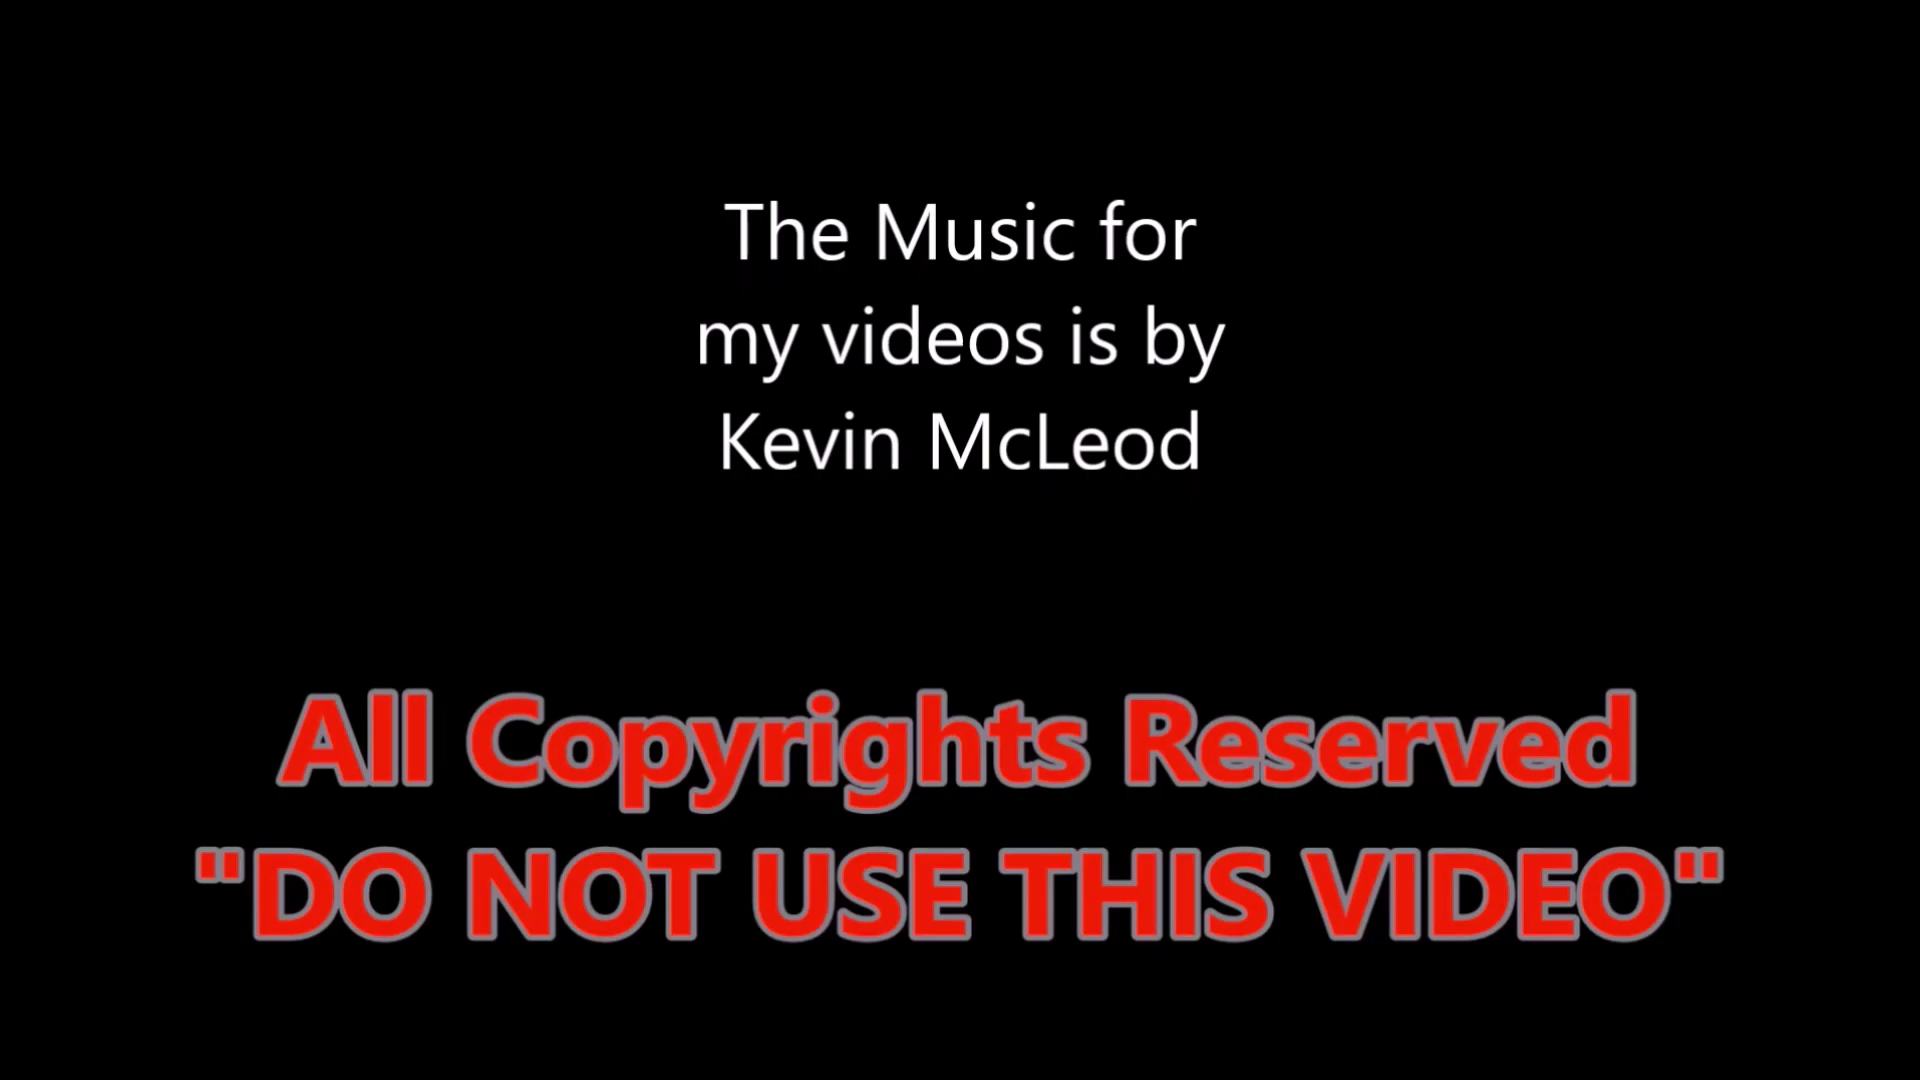 The Music for
my videos is by
Kevin McLeod
All Copyrights Reserved
"DO NOT USE THIS VIDEO"